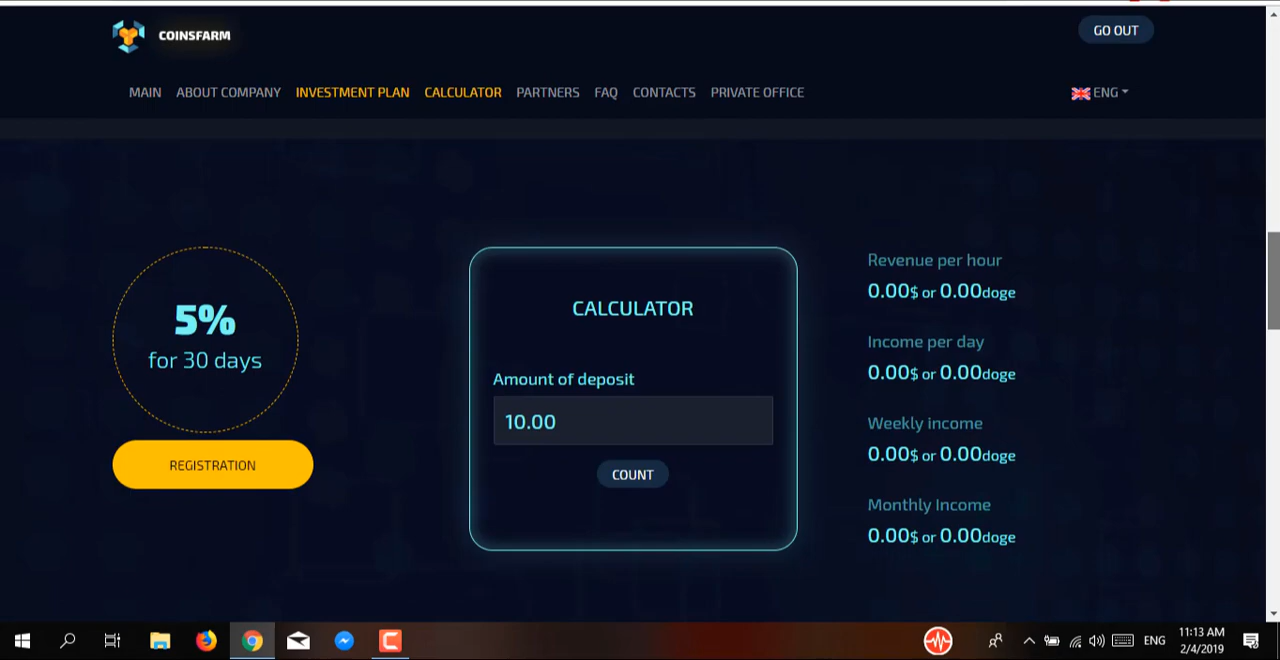 COINSFARM
GO OUT
MAIN ABOUT COMPANY INVESTMENT PLAN CALCULATOR PARTNERS FAQ CONTACTS PRIVATE OFFICE ENG
5%
for 30 days
REGISTRATION
CALCULATOR
Amount of deposit
10.00
COUNT
Revenue per hour
0.00$ or 0.00doge
Income per day
0.00$ or 0.00doge
Weekly income
0.00$ or 0.00doge
Monthly Income
0.00$ or 0.00doge
ENG
11:13 AM
2/4/2019